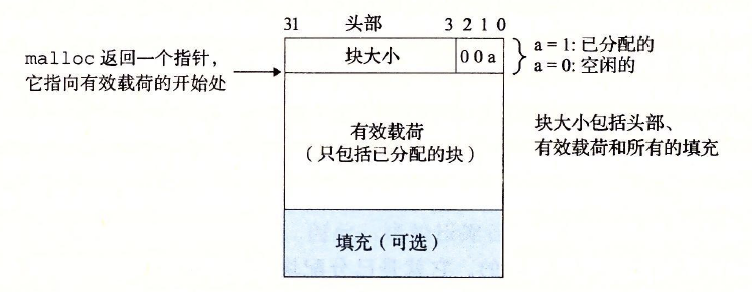 31 头部 3 2 1 0
块大小 0 0 a
a = 1: 已分配的
a = 0: 空闲的
malloc 返回一个指针，
它指向有效载荷的开始处
有效载荷
（只包括已分配的块）
块大小包括头部、
有效载荷和所有的填充
填充（可选）